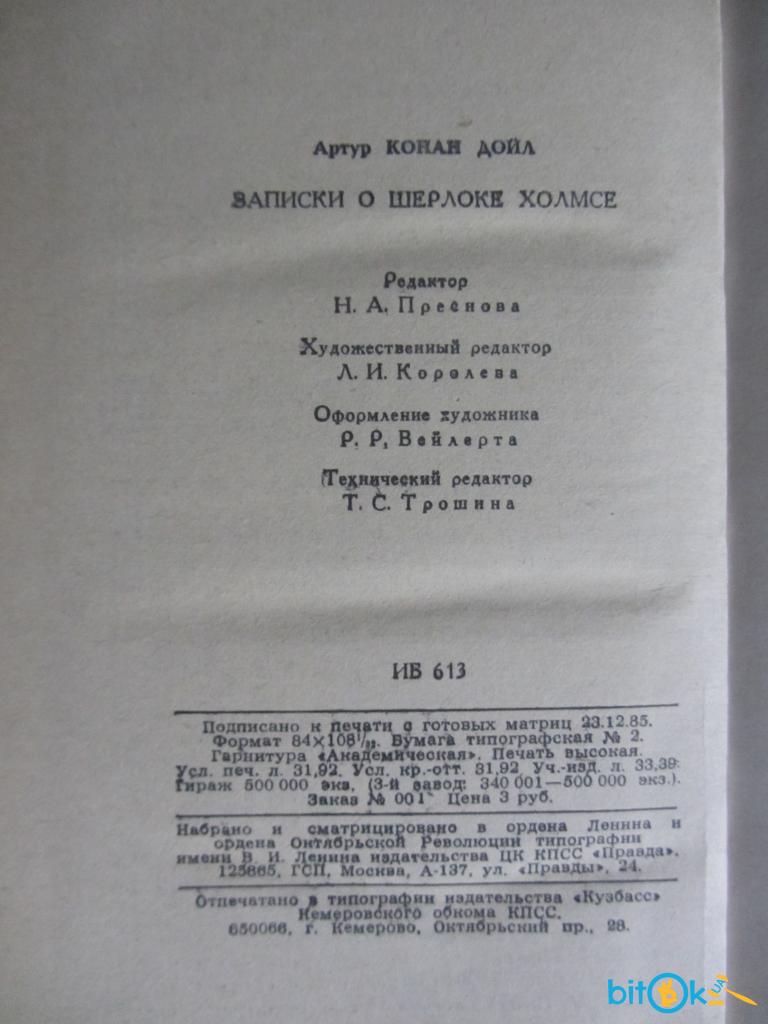 Артур КОНАН ДОЙЛ
ЗАПИСКИ О ШЕРЛОКЕ ХОЛМСЕ
Редактор
Н. А. Преснова
Художественный редактор
Л. И. Королева
Оформление художника
Р. Р. Вейлерта
Технический редактор
Т. С. Трошина
ИБ 613
Подписано к печати с готовых матриц 23.12.85.
Формат 84×108¹/₃₂. Бумага типографская № 2.
Гарнитура «Академическая». Печать высокая.
Усл. печ. л. 31,92. Усл. кр.-отт. 31,92. Уч.-изд. л. 33,39.
Тираж 500 000 экз. (3-й завод: 340 001—500 000 экз.).
Заказ № 001 Цена 3 руб.
Набрано и сматрицировано в ордена Ленина и
ордена Октябрьской Революции типографии
имени В. И. Ленина издательства ЦК КПСС «Правда».
125865, ГСП, Москва, А-137, ул. «Правды», 24.
Отпечатано в типографии издательства «Кузбасс»
Кемеровского обкома КПСС.
650066, г. Кемерово, Октябрьский пр., 28.
bitOk.UA